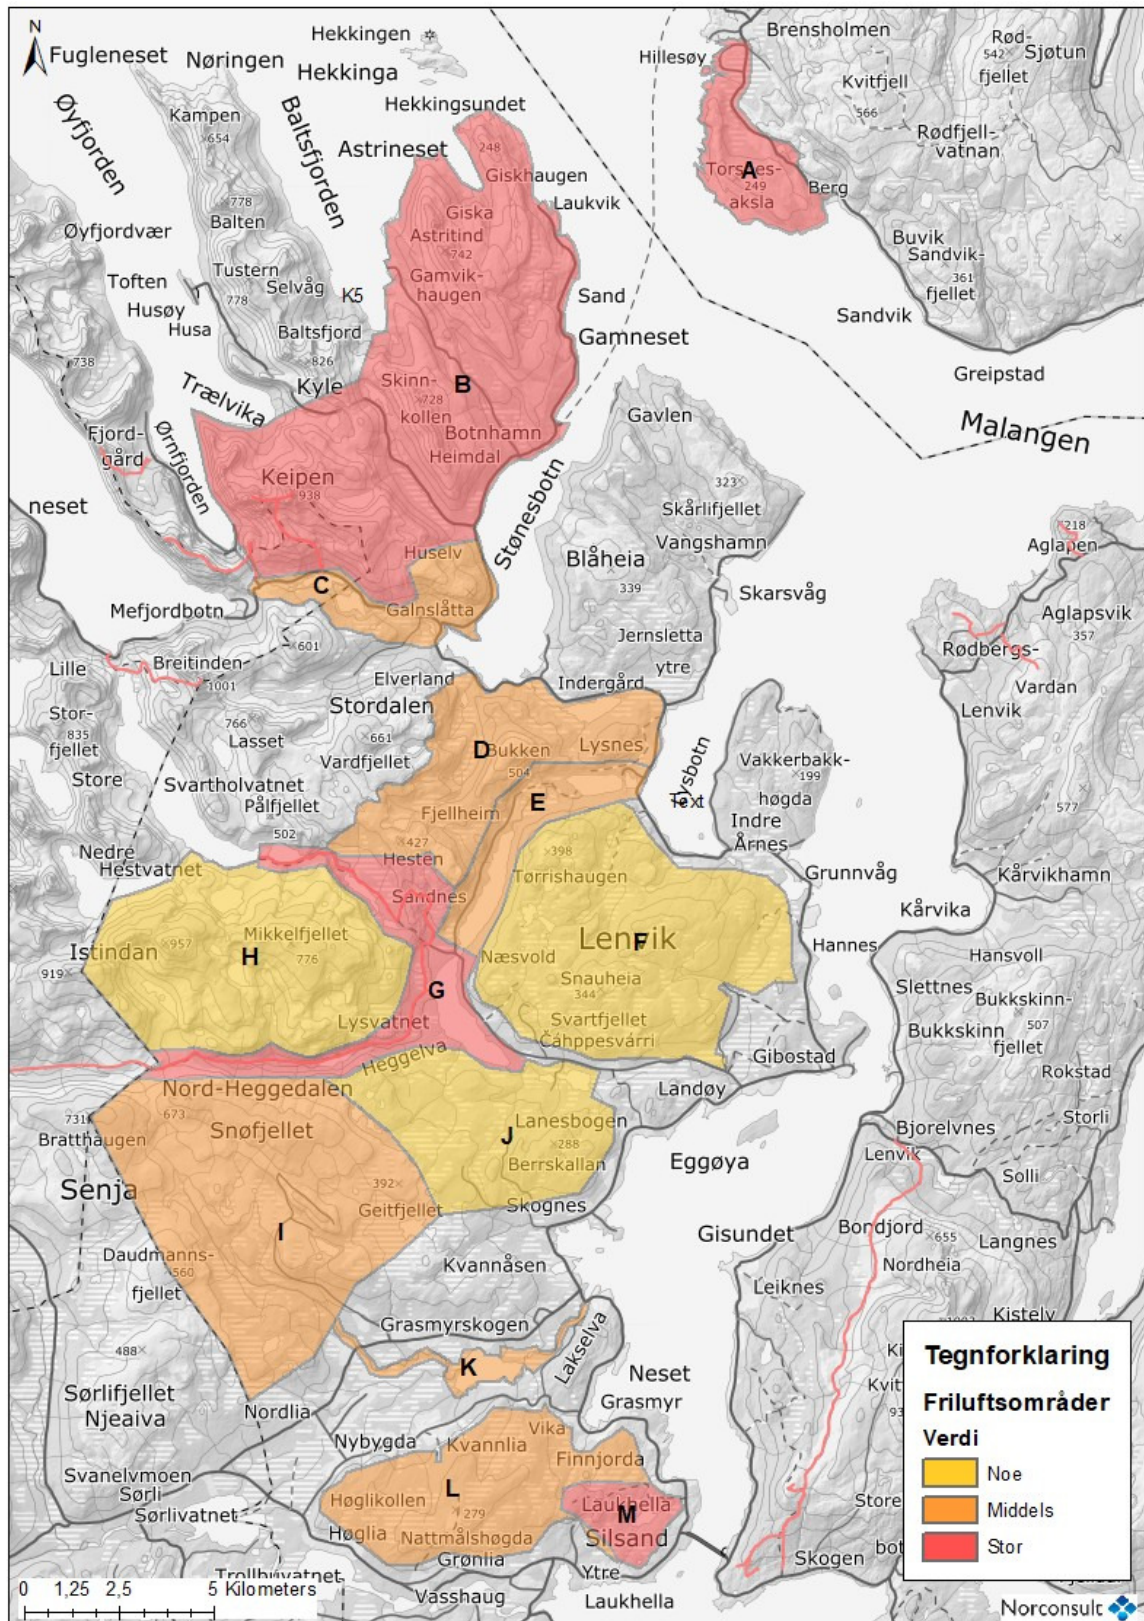 N
Fugleneset
Nøringen
Hekkingen
Hekkinga
Hekkingsundet
Astrineset
Øyfjorden
Kampen
654
Baltsfjorden
778
Balten
Øyfjordvær
Tustern
778
Selvåg
K5
Toften
Husøy
Husa
Baltsfjord
826
Kyle
738
Trælvika
Fjord-
gård
Ørnfjorden
neset
Brensholmen
Hillesøy
Kvitfjell
566
Rød-
542
fjellet
Sjøtun
Rødfjell-
vatnan
A
Torsnes-
249
aksla
Berg
Buvik
Sandvik-
361
fjellet
Sandvik
Greipstad
Malangen
248
Giskhaugen
Laukvik
Giska
Astritind
742
Gamvik-
haugen
Sand
Gamneset
B
Skinn-
728
kollen
Botnhamn
Heimdal
Keipen
938
Stønesbotn
Huselv
C
Galnslåtta
Mefjordbotn
601
Gavlen
323
Skårlifjellet
Vangshamn
Blåheia
339
Skarsvåg
Jernsletta
ytre
Indergård
218
Aglapen
Aglapsvik
357
Rødbergs-
Vardan
Lenvik
577
Kårvikhamn
Lille
Breitinden
1001
Stor-
835
fjellet
Store
Elverland
Stordalen
766
Lasset
661
Vardfjellet
Svartholvatnet
Pålfjellet
502
D
Bukken
504
Lysnes
E
Fjellheim
427
Hesten
Sandnes
Lysbotn
Text
Vakkerbakk-
199
høgda
Indre
Årnes
Grunnvåg
Kårvika
Hannes
Nedre
Hestvatnet
Istindan
919
957
Mikkelfjellet
776
H
Lysvatnet
G
398
Tørrishaugen
Lenvik
F
Næsvold
Snauheia
344
Svartfjellet
Čáhppesvárri
Gibostad
Hansvoll
Slettnes
Bukkskinn-
Bukkskinn
507
fjellet
Rokstad
Storli
Heggelva
Nord-Heggedalen
673
Snøfjellet
731
Bratthaugen
Senja
392
Geitfjellet
I
Daudmanns-
560
fjellet
Landøy
Lanesbogen
J
288
Berrskallan
Skognes
Eggøya
Bjorelvnes
Lenvik
Solli
Gisundet
Bondjord
655
Langnes
Nordheia
Leiknes
Kistelv
Kvannåsen
Grasmyrskogen
Lakselva
K
Neset
Grasmyr
488
Sørlifjellet
Njeaiva
Nordlia
Nybygda
Kvannlia
Vika
Finnjorda
Svanelvmoen
Sørli
Sørlivatnet
L
Høglikollen
279
Høglia
Nattmålshøgda
Grønlia
Laukhella
M
Silsand
Ytre
Laukhella
Vasshaug
Trollbuvatnet
Skogen
Store
Tegnforklaring
Friluftsområder
Verdi
Noe
Middels
Stor
0 1,25 2,5 5 Kilometers
Norconsult